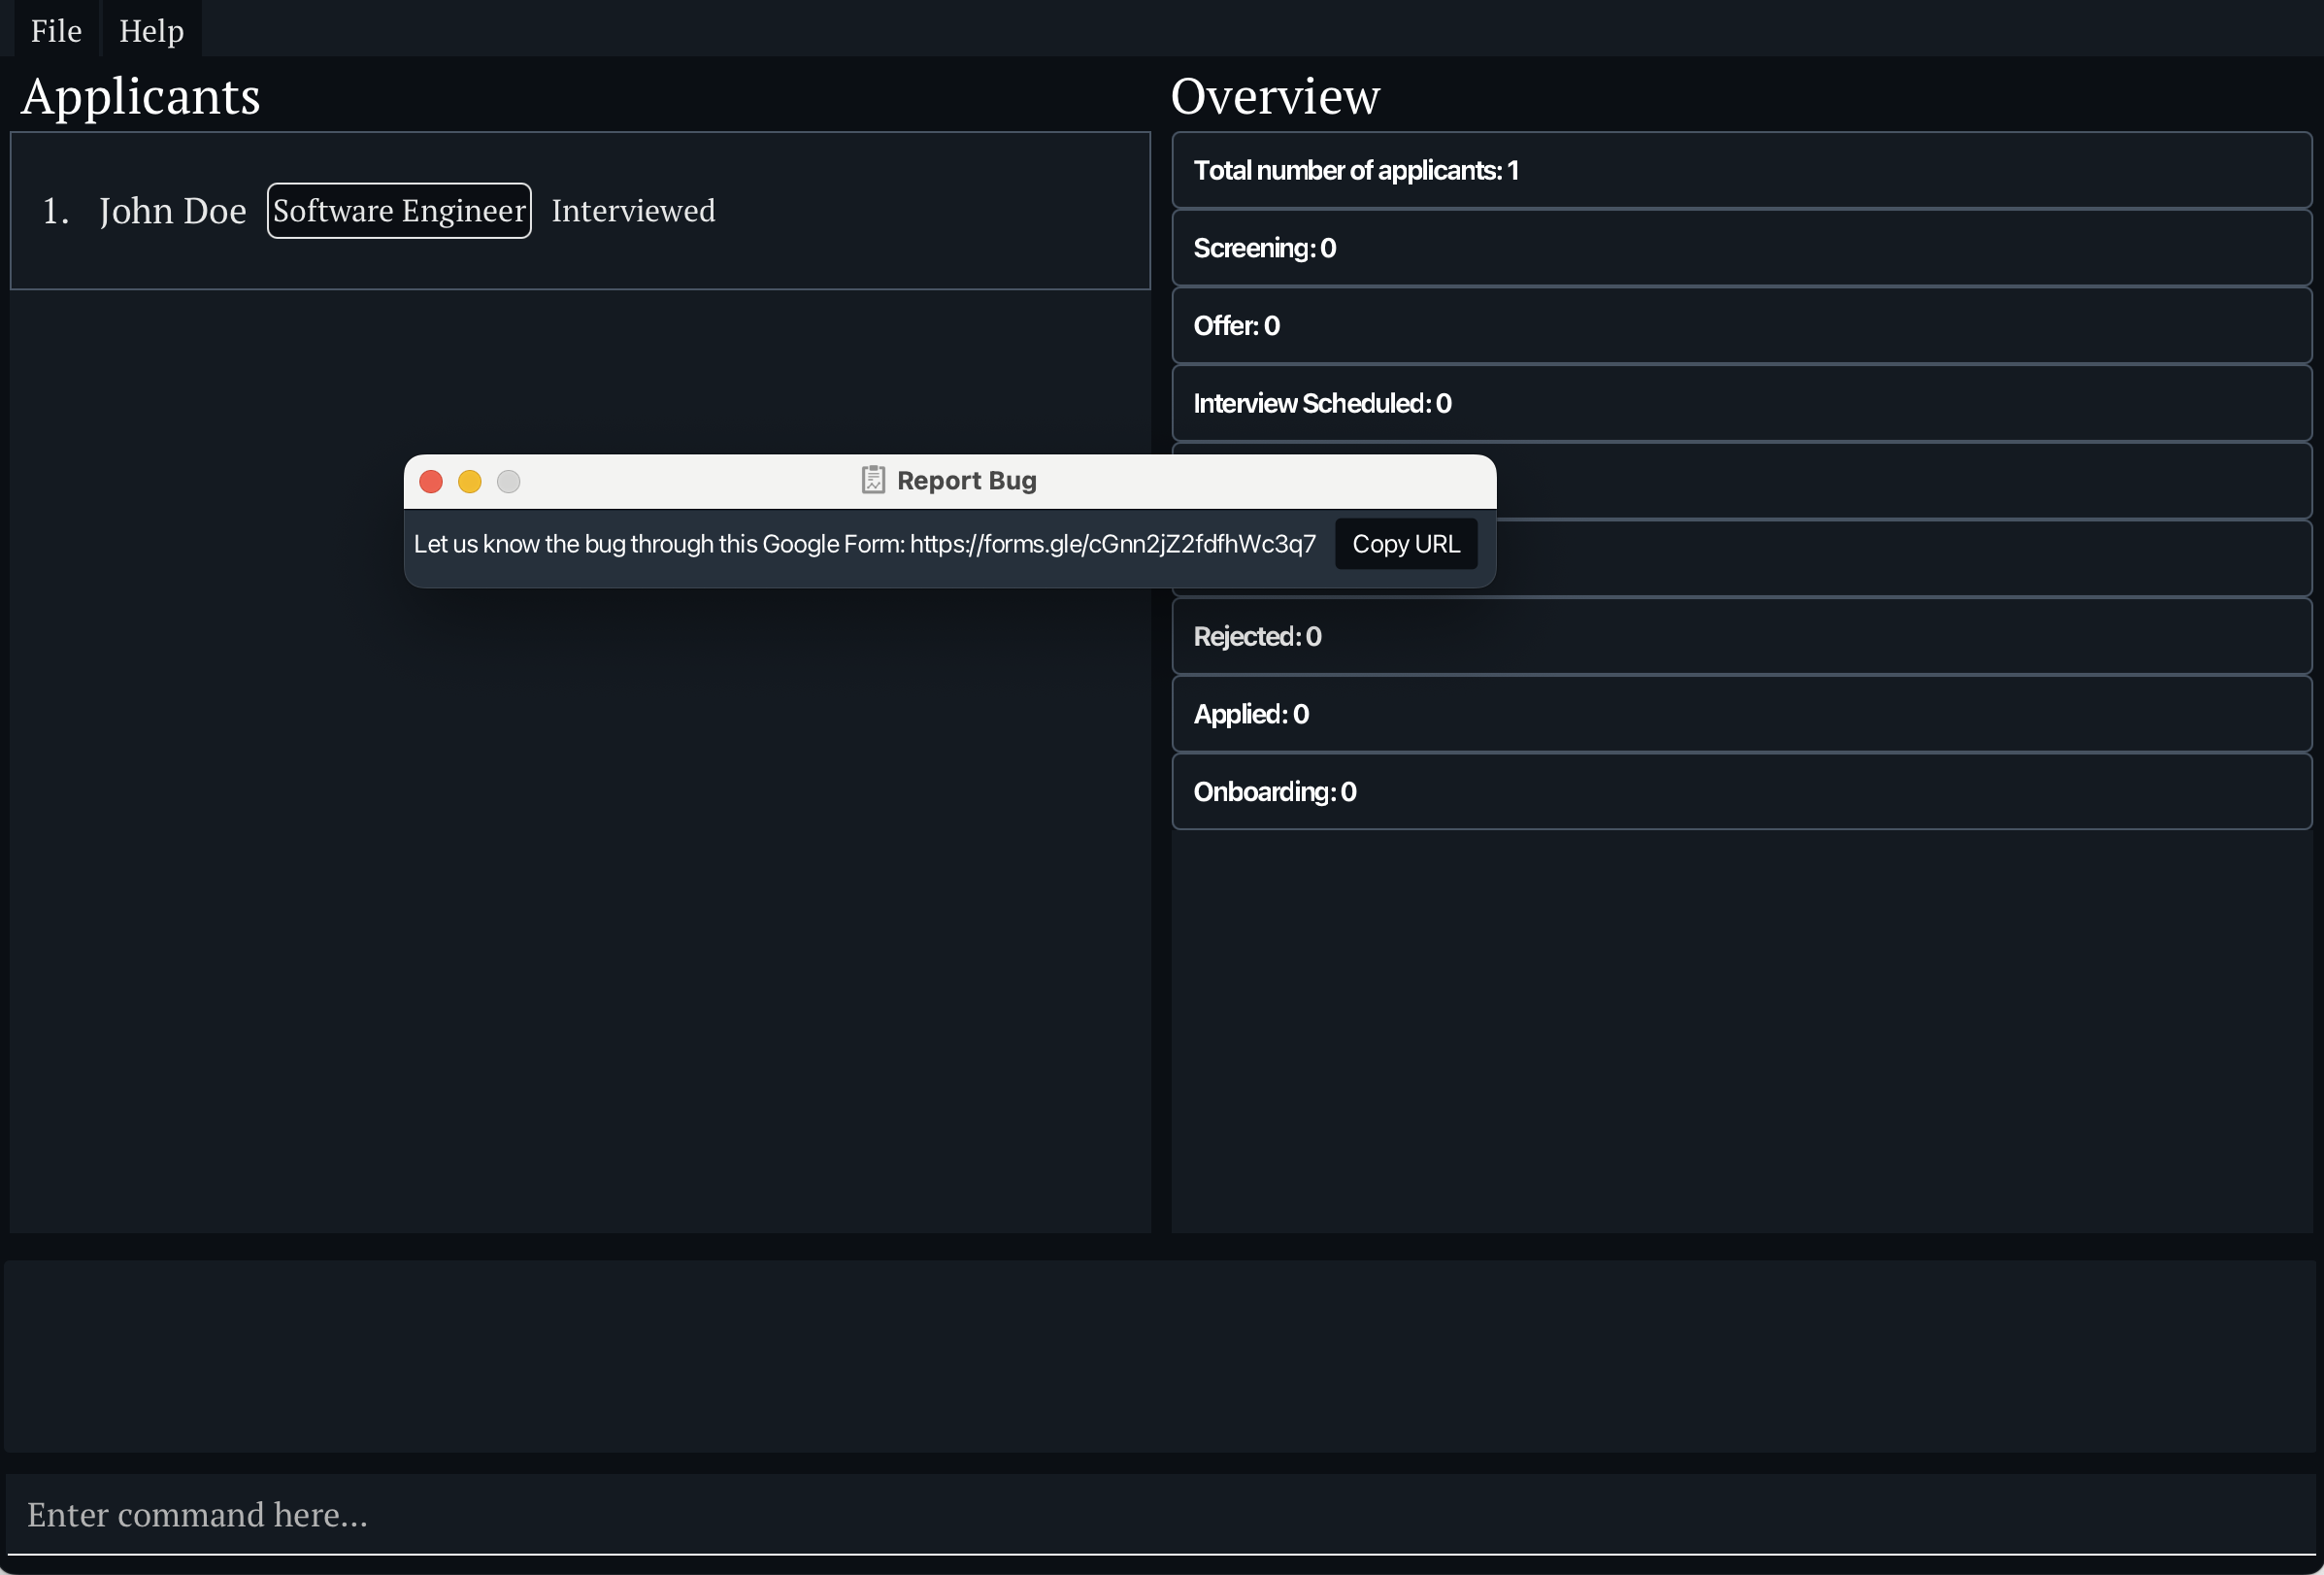 File Help
Applicants
1. John Doe Software Engineer Interviewed
Overview
Total number of applicants: 1
Screening: 0
Offer: 0
Interview Scheduled: 0
Report Bug
Let us know the bug through this Google Form: https://forms.gle/cGnn2jZ2fdfhWc3q7 Copy URL
Rejected: 0
Applied: 0
Onboarding: 0
Enter command here...